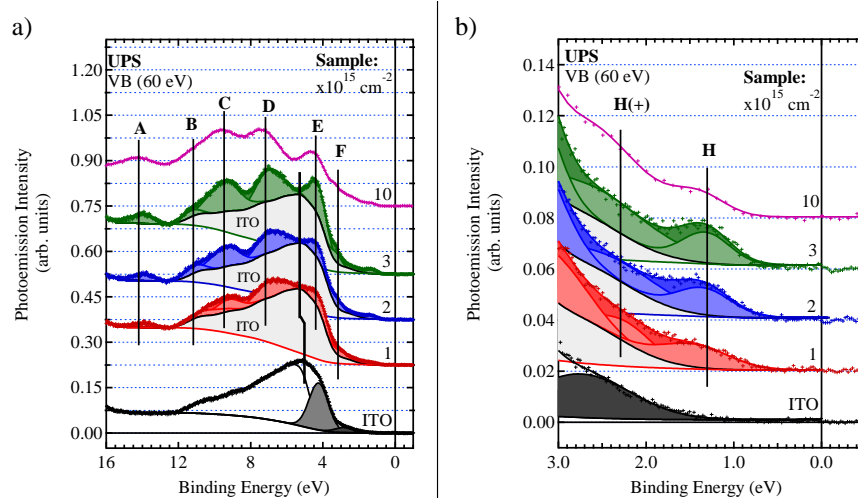 a)
UPS
VB (60 eV)
Sample:
x10¹⁵ cm⁻²
A
B
C
D
E
F
10
3
2
1
ITO
ITO
ITO
ITO
1.20
1.05
0.90
0.75
0.60
0.45
0.30
0.15
0.00
Photoemission Intensity
(arb. units)
16
12
8
4
0
Binding Energy (eV)
b)
UPS
VB (60 eV)
Sample:
x10¹⁵ cm⁻²
H(+)
H
10
3
2
1
ITO
0.14
0.12
0.10
0.08
0.06
0.04
0.02
0.00
Photoemission Intensity
(arb. units)
3.0
2.0
1.0
0.0
Binding Energy (eV)